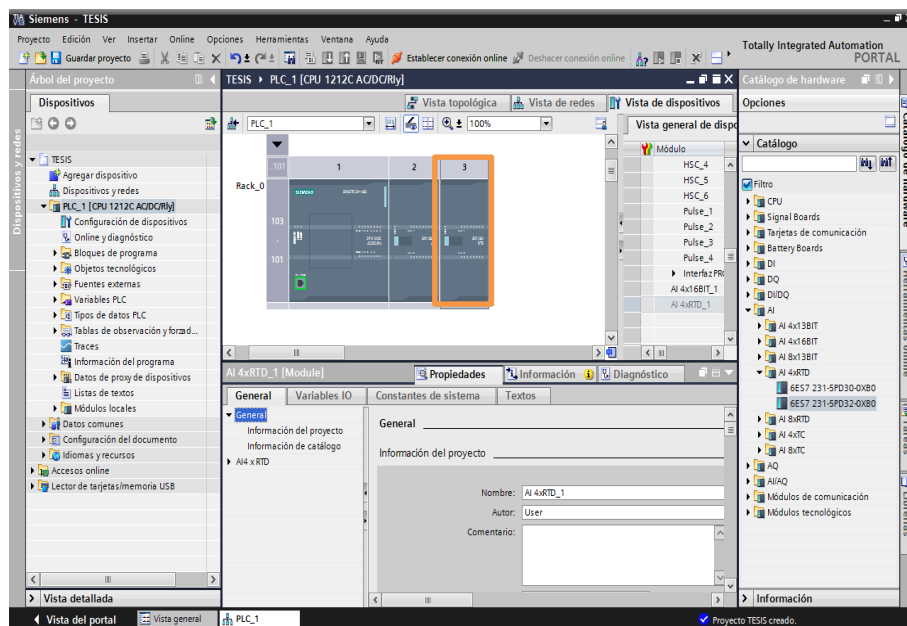 Siemens - TESIS
Proyecto Edición Ver Insertar Online Opciones Herramientas Ventana Ayuda
Totally Integrated Automation
PORTAL
Guardar proyecto
Establecer conexión online
Deshacer conexión online
Árbol del proyecto
TESIS PLC_1 [CPU 1212C AC/DC/Rly]
Catálogo de hardware
Dispositivos
Vista topológica
Vista de redes
Vista de dispositivos
Opciones
PLC_1
100%
Vista general de dispo
Catálogo
Dispositivos y redes
TESIS
Agregar dispositivo
Dispositivos y redes
PLC_1 [CPU 1212C AC/DC/Rly]
Configuración de dispositivos
Online y diagnóstico
Bloques de programa
Objetos tecnológicos
Fuentes externas
Variables PLC
Tipos de datos PLC
Tablas de observación y forzad...
Traces
Información del programa
Datos de proxy de dispositivos
Listas de textos
Módulos locales
Datos comunes
Configuración del documento
Idiomas y recursos
Accesos online
Lector de tarjetas/memoria USB
Vista detallada
..101
1
2
3
Rack_0
SIEMENS
103
-
101
Módulo
HSC_4
HSC_5
HSC_6
Pulse_1
Pulse_2
Pulse_3
Pulse_4
Interfaz PR
AI 4x16BIT_1
AI 4xRTD_1
AI 4xRTD_1 [Module]
Propiedades
Información
Diagnóstico
General
Variables IO
Constantes de sistema
Textos
General
Información del proyecto
Información de catálogo
AI4 x RTD
General
Información del proyecto
Nombre: AI 4xRTD_1
Autor: User
Comentario:
Filtro
CPU
Signal Boards
Tarjetas de comunicación
Battery Boards
DI
DQ
DI/DQ
AI
AI 4x13BIT
AI 4x16BIT
AI 8x13BIT
AI 4xRTD
6ES7 231-5PD30-0XB0
6ES7 231-5PD32-0XB0
AI 8xRTD
AI 4xTC
AI 8xTC
AQ
AI/AQ
Módulos de comunicación
Módulos tecnológicos
Información
Catálogo de hardware
Herramientas online
Vista del portal
Vista general
PLC_1
Proyecto TESIS creado.